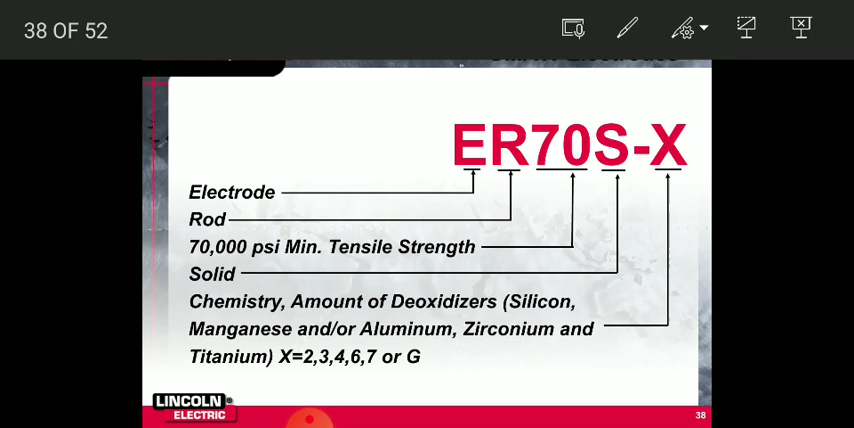 38 OF 52
ER70S-X
Electrode
Rod
70,000 psi Min. Tensile Strength
Solid
Chemistry, Amount of Deoxidizers (Silicon,
Manganese and/or Aluminum, Zirconium and
Titanium) X=2,3,4,6,7 or G
LINCOLN®
ELECTRIC
38